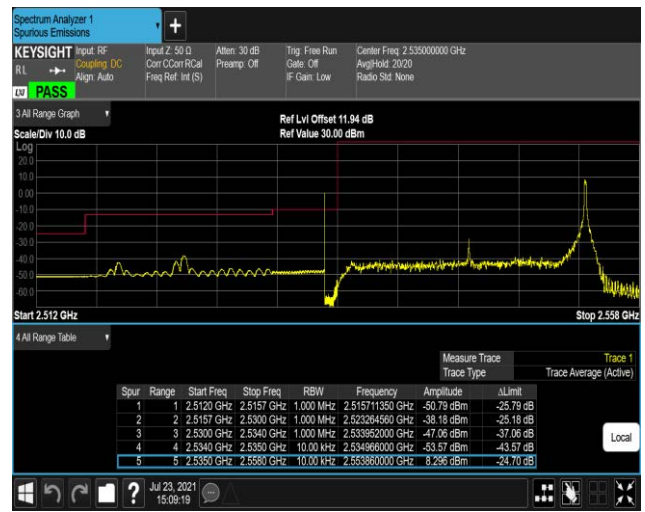 Spectrum Analyzer 1
Spurious Emissions
+
KEYSIGHT Input: RF Input Z: 50 Ω Atten: 30 dB Trig: Free Run Center Freq: 2.535000000 GHz
RL Coupling: DC Corr CCorr RCal Preamp: Off Gate: Off Avg|Hold: 20/20
Align: Auto Freq Ref: Int (S) IF Gain: Low Radio Std: None
LXI PASS
3 All Range Graph
Ref Lvl Offset 11.94 dB
Scale/Div 10.0 dB Ref Value 30.00 dBm
Log
20.0
10.0
0.00
-10.0
-20.0
-30.0
-40.0
-50.0
-60.0
Start 2.512 GHz Stop 2.558 GHz
4 All Range Table
Measure Trace Trace 1
Trace Type Trace Average (Active)
Spur Range Start Freq Stop Freq RBW Frequency Amplitude ΔLimit
1 1 2.5120 GHz 2.5157 GHz 1.000 MHz 2.515711350 GHz -50.79 dBm -25.79 dB
2 2 2.5157 GHz 2.5300 GHz 1.000 MHz 2.523264560 GHz -38.18 dBm -25.18 dB
3 3 2.5300 GHz 2.5340 GHz 1.000 MHz 2.533952000 GHz -47.06 dBm -37.06 dB
4 4 2.5340 GHz 2.5350 GHz 10.00 kHz 2.534966000 GHz -53.57 dBm -43.57 dB
5 5 2.5350 GHz 2.5580 GHz 10.00 kHz 2.553860000 GHz 8.296 dBm -24.70 dB
Local
? Jul 23, 2021
15:09:19